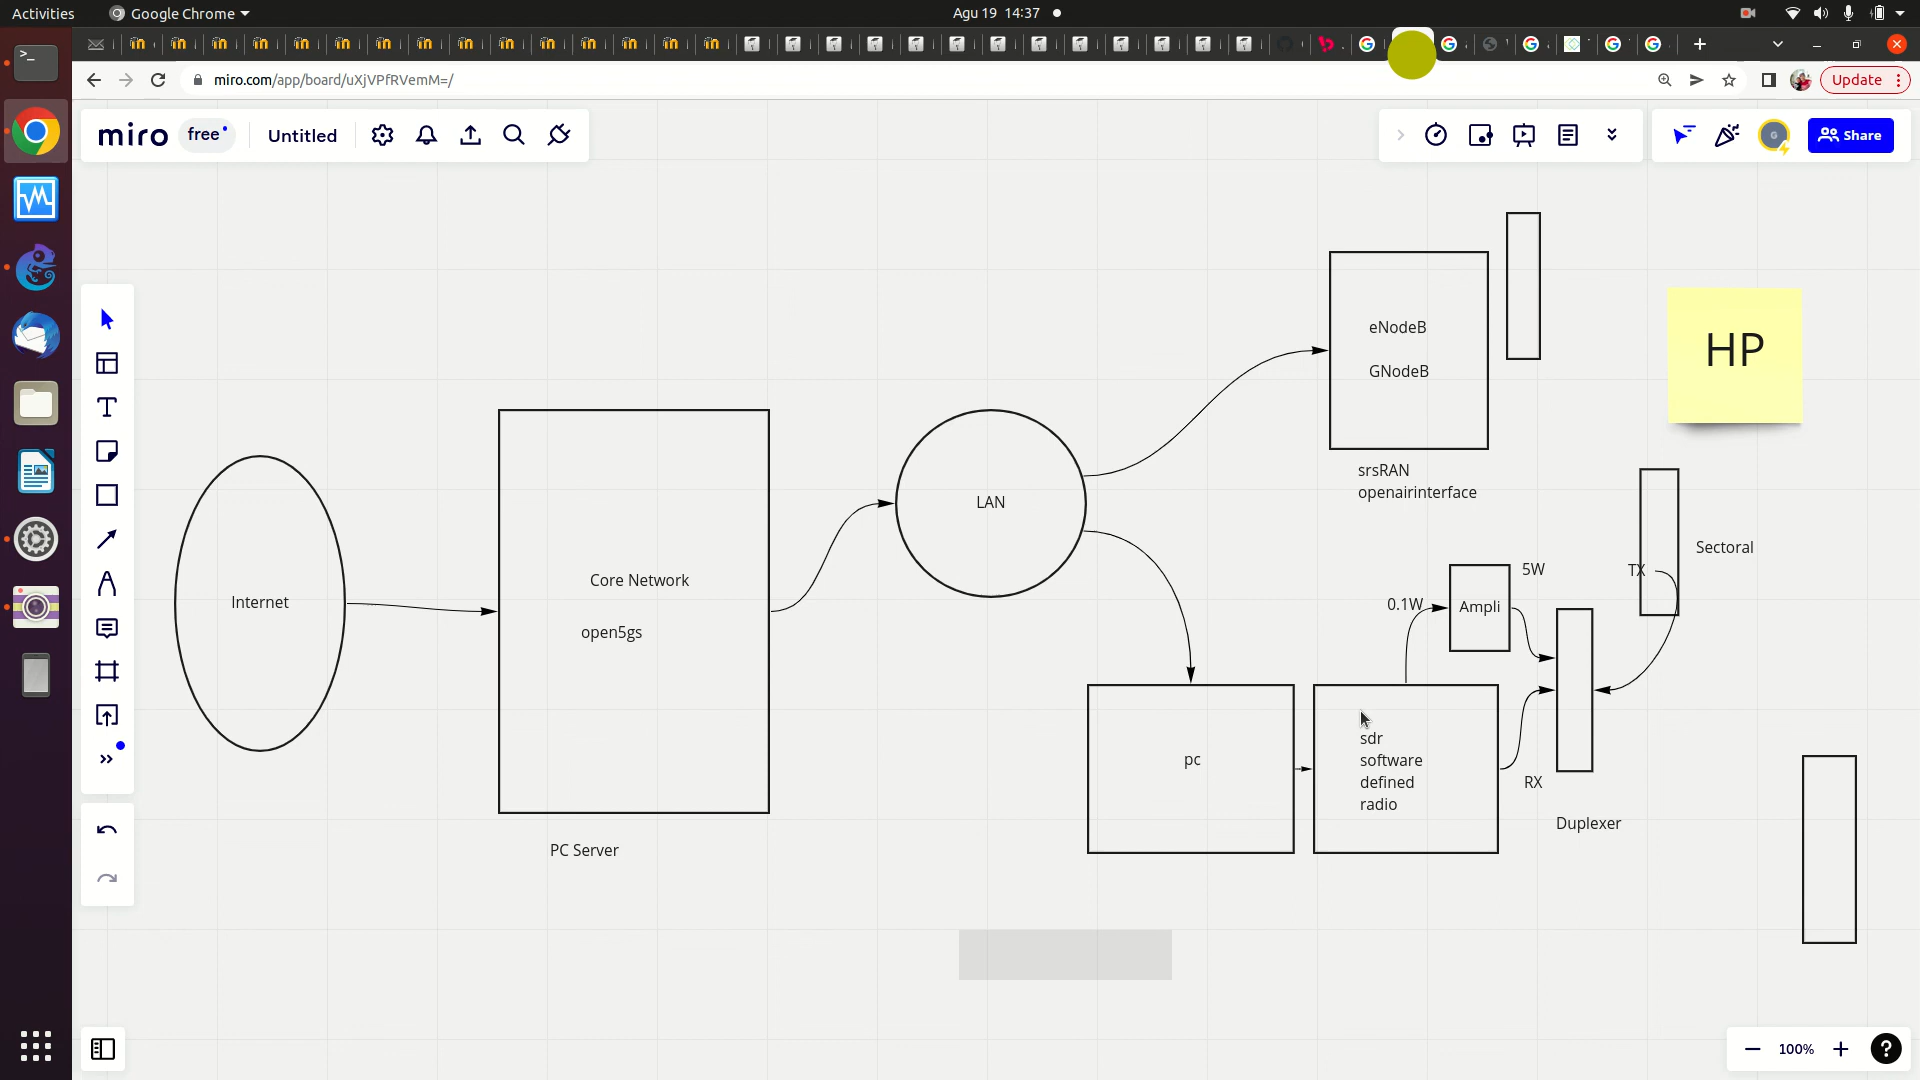 Activities
Google Chrome
Agu 19 14:37
miro.com/app/board/uXjVPfRVemM=/
Update
miro
free
Untitled
Share
eNodeB
GNodeB
HP
srsRAN
openairinterface
LAN
Sectoral
TX
5W
0.1W
Ampli
Core Network
open5gs
Internet
sdr
software
defined
radio
pc
RX
Duplexer
PC Server
100%